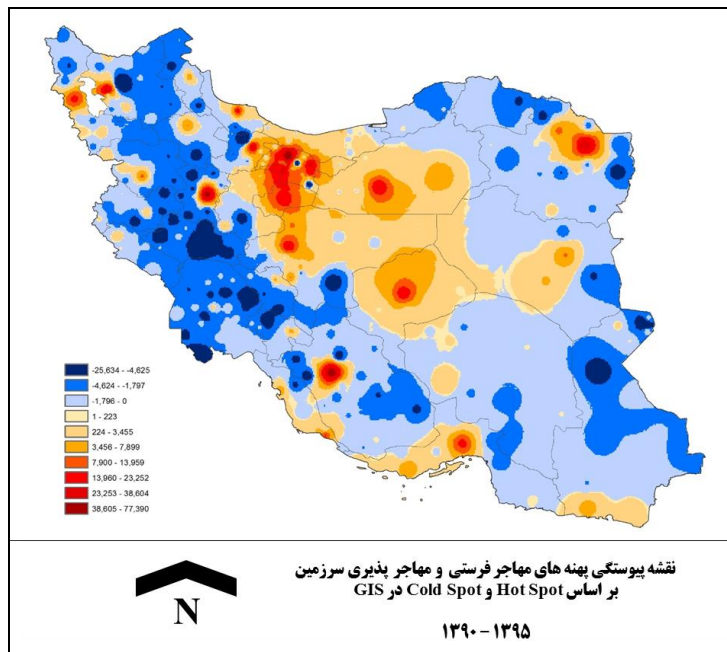 -25,634 - -4,625
-4,624 - -1,797
-1,796 - 0
1 - 223
224 - 3,455
3,456 - 7,899
7,900 - 13,959
13,960 - 23,252
23,253 - 38,604
38,605 - 77,390
N
نقشه پیوستگی پهنه های مهاجر فرستی و مهاجر پذیری سرزمین
بر اساس Hot Spot و Cold Spot در GIS
۱۳۹۰ - ۱۳۹۵